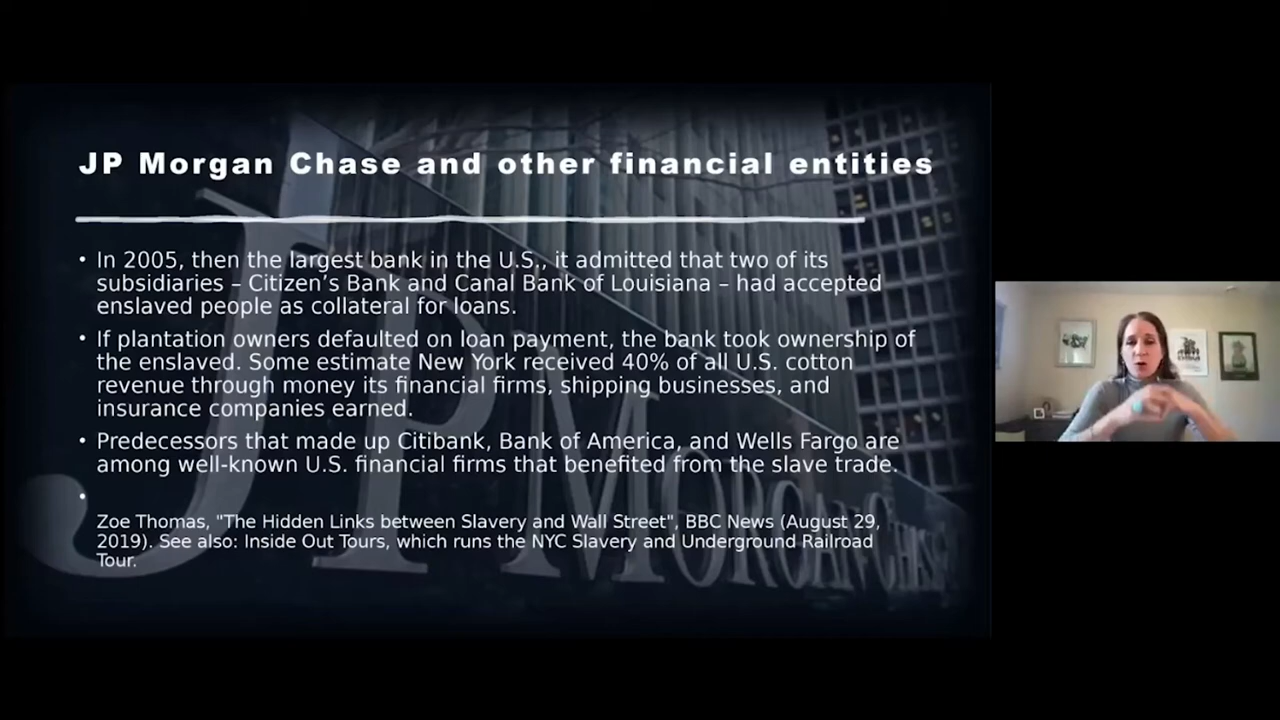 JP Morgan Chase and other financial entities
• In 2005, then the largest bank in the U.S., it admitted that two of its
subsidiaries – Citizen’s Bank and Canal Bank of Louisiana – had accepted
enslaved people as collateral for loans.
• If plantation owners defaulted on loan payment, the bank took ownership of
the enslaved. Some estimate New York received 40% of all U.S. cotton
revenue through money its financial firms, shipping businesses, and
insurance companies earned.
• Predecessors that made up Citibank, Bank of America, and Wells Fargo are
among well-known U.S. financial firms that benefited from the slave trade.
•
Zoe Thomas, "The Hidden Links between Slavery and Wall Street", BBC News (August 29,
2019). See also: Inside Out Tours, which runs the NYC Slavery and Underground Railroad
Tour.
JPMORGAN CHASE